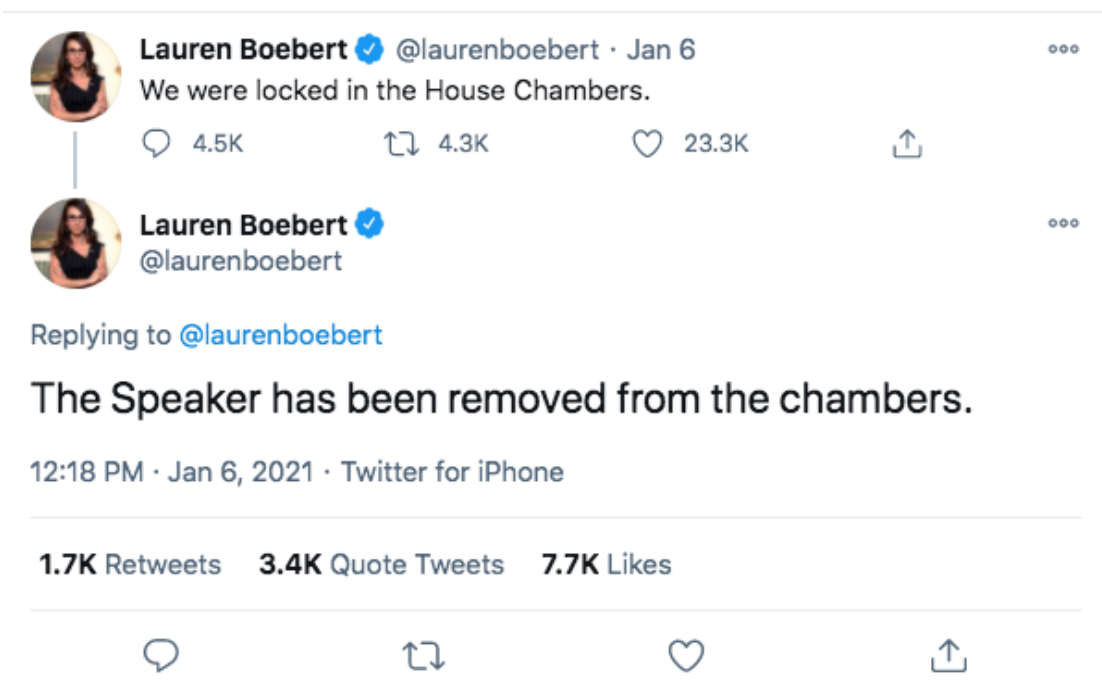 Lauren Boebert @laurenboebert · Jan 6
We were locked in the House Chambers.
4.5K 4.3K 23.3K
Lauren Boebert
@laurenboebert
Replying to @laurenboebert
The Speaker has been removed from the chambers.
12:18 PM · Jan 6, 2021 · Twitter for iPhone
1.7K Retweets 3.4K Quote Tweets 7.7K Likes